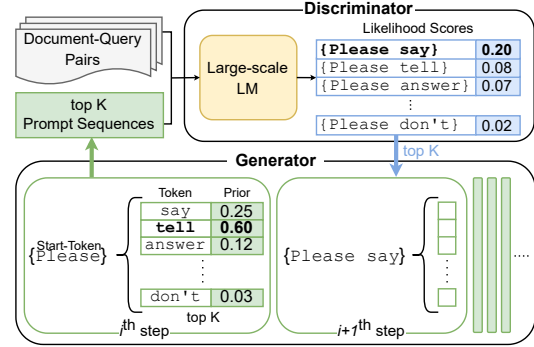 Discriminator
Document-Query
Pairs
top K
Prompt Sequences
Large-scale
LM
Likelihood Scores
{Please say} 0.20
{Please tell} 0.08
{Please answer} 0.07
⋮
{Please don't} 0.02
top K
Generator
Token Prior
say 0.25
tell 0.60
answer 0.12
don't 0.03
top K
Start-Token
{Please}
i th step
{Please say}
i+1 th step
....